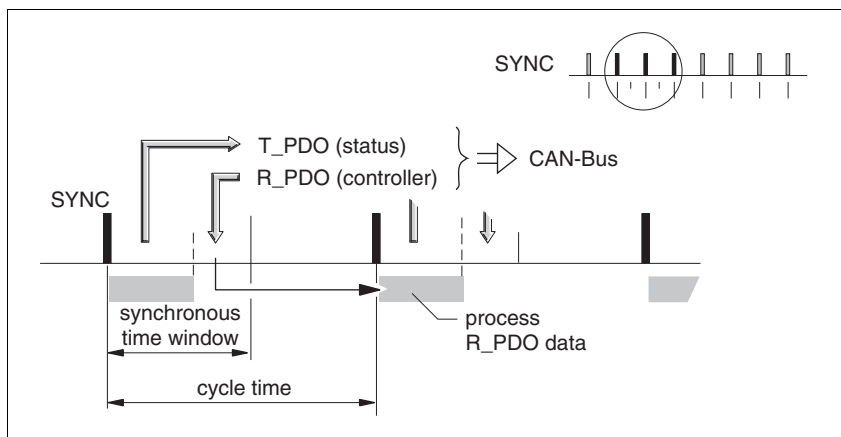 SYNC
T_PDO (status)
R_PDO (controller)
CAN-Bus
SYNC
synchronous
time window
process
R_PDO data
cycle time